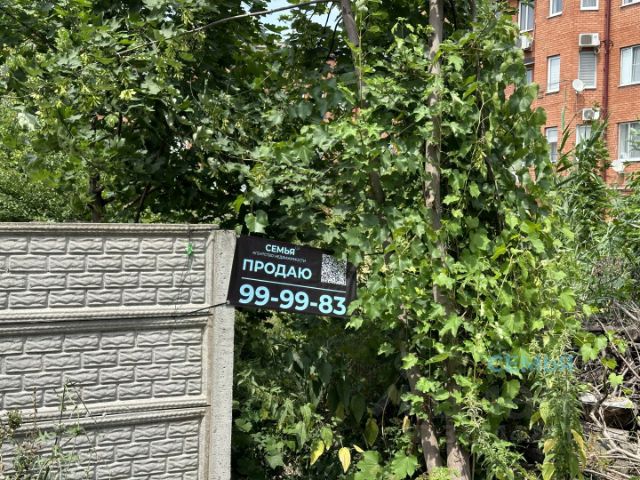 СЕМЬЯ
АГЕНТСТВО НЕДВИЖИМОСТИ
ПРОДАЮ
99-99-83
СЕМЬЯ